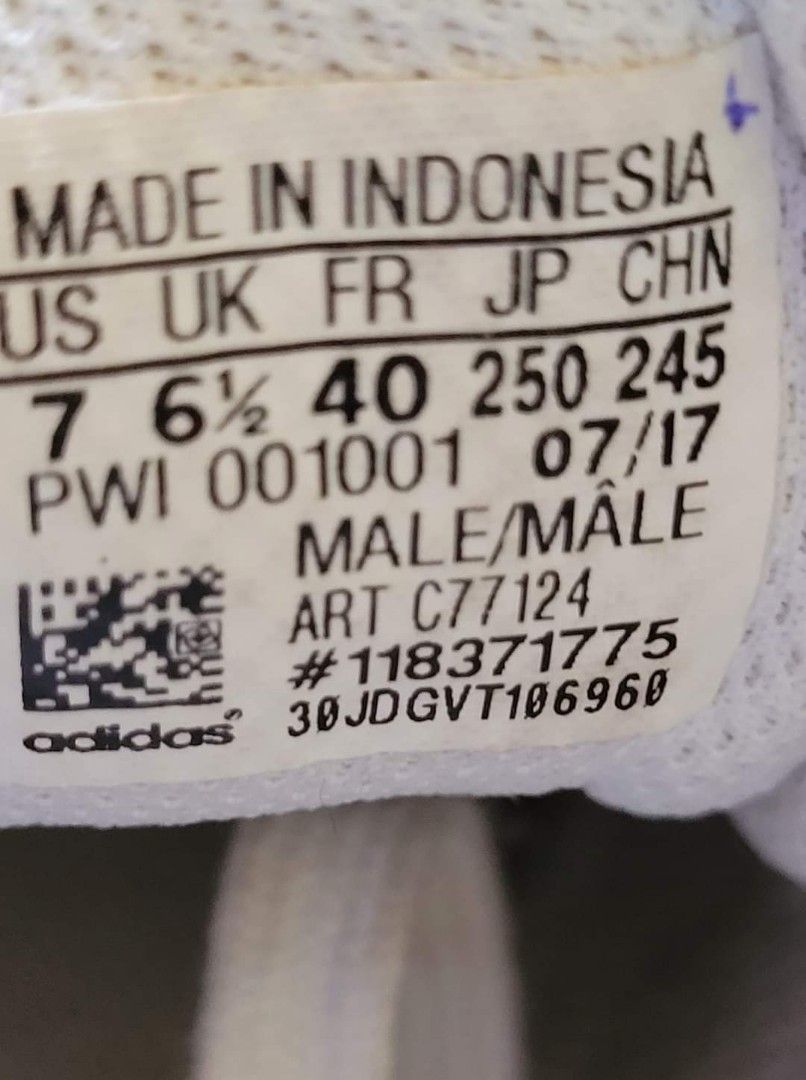 MADE IN INDONESIA
US UK FR JP CHN
7 6½ 40 250 245
PWI 001001 07/17
MALE/MÂLE
ART C77124
#118371775
30JDGVT106960
adidas